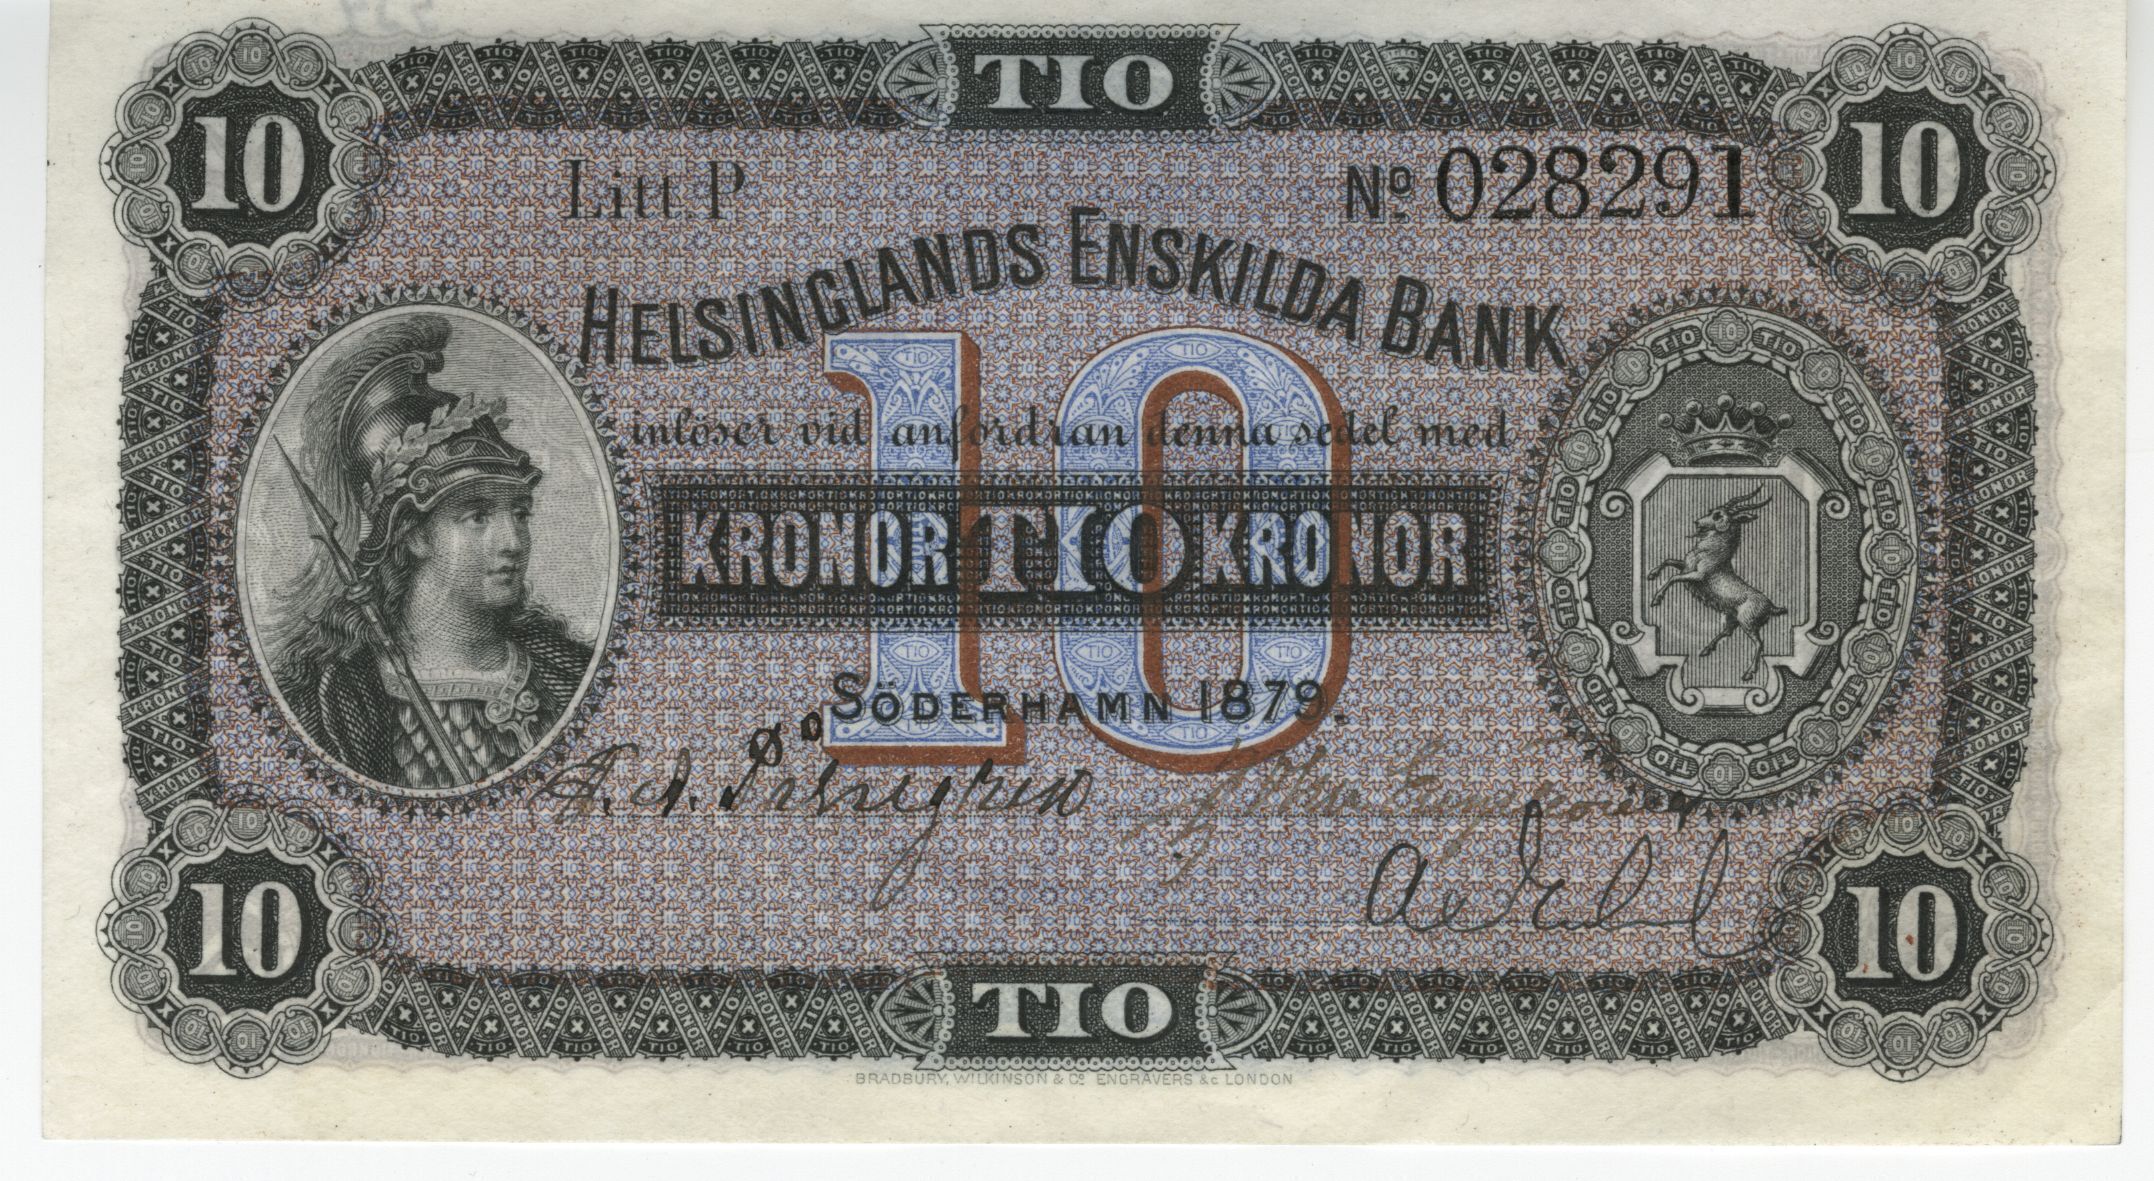 TIO
10 10
Litt. P No 028291
HELSINGLANDS ENSKILDA BANK
10
inlöser vid anfordran denna sedel med
KRONOR TIO KRONOR
SÖDERHAMN 1879.
10 10
TIO
BRADBURY, WILKINSON & Co ENGRAVERS &c LONDON